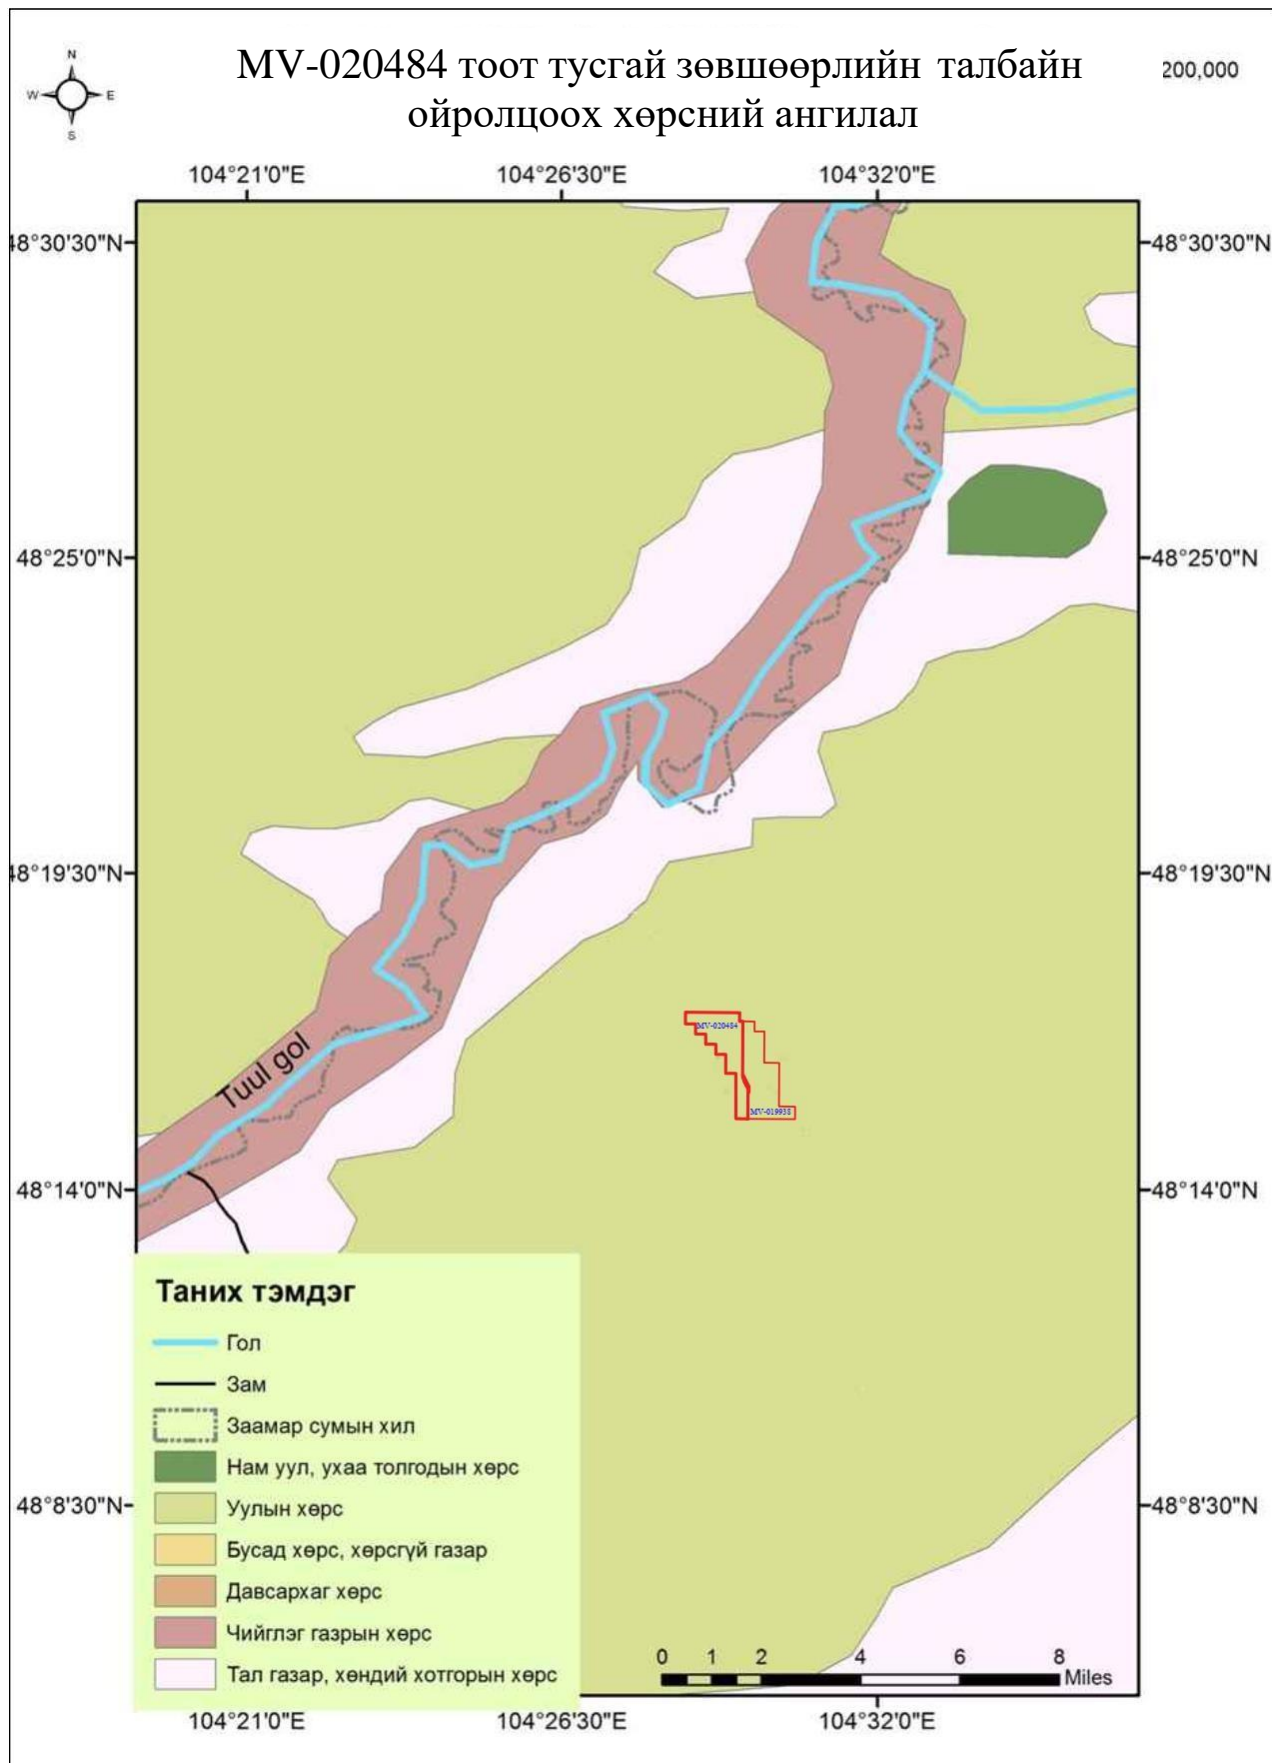 N
W E
S
MV-020484 тоот тусгай зөвшөөрлийн талбайн
ойролцоох хөрсний ангилал
200,000
104°21'0"E 104°26'30"E 104°32'0"E
48°30'30"N 48°30'30"N
48°25'0"N 48°25'0"N
48°19'30"N 48°19'30"N
MV-020484
Tuul gol
MV-019938
48°14'0"N 48°14'0"N
Таних тэмдэг
Гол
Зам
Заамар сумын хил
Нам уул, ухаа толгодын хөрс
48°8'30"N 48°8'30"N
Уулын хөрс
Бусад хөрс, хөрсгүй газар
Давсархаг хөрс
Чийглэг газрын хөрс
Тал газар, хөндий хотгорын хөрс
0 1 2 4 6 8
Miles
104°21'0"E 104°26'30"E 104°32'0"E